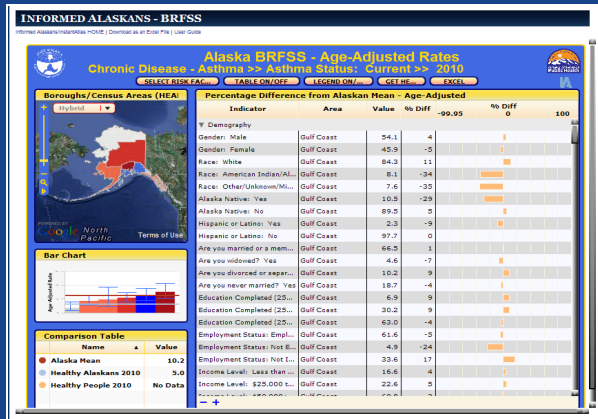 INFORMED ALASKANS - BRFSS
Informed Alaskans/InstantAtlas HOME | Download as an Excel File | User Guide
Alaska BRFSS - Age-Adjusted Rates
Chronic Disease - Asthma >> Asthma Status: Current >> 2010
SELECT RISK FAC... TABLE ON/OFF LEGEND ON/... GET HE... EXCEL
Boroughs/Census Areas (HEAI
Hybrid
POWERED BY
Google
North
Pacific
Terms of Use
Bar Chart
Age Adjusted Rate
Comparison Table
Name Value
Alaska Mean 10.2
Healthy Alaskans 2010 5.0
Healthy People 2010 No Data
Percentage Difference from Alaskan Mean - Age-Adjusted
Indicator Area Value % Diff % Diff
-99.95 0 100
Demography
Gender: Male Gulf Coast 54.1 4
Gender: Female Gulf Coast 45.9 -5
Race: White Gulf Coast 84.3 11
Race: American Indian/Al... Gulf Coast 8.1 -34
Race: Other/Unknown/Mi... Gulf Coast 7.6 -35
Alaska Native: Yes Gulf Coast 10.5 -29
Alaska Native: No Gulf Coast 89.5 5
Hispanic or Latino: Yes Gulf Coast 2.3 -9
Hispanic or Latino: No Gulf Coast 97.7 0
Are you married or a mem... Gulf Coast 66.5 1
Are you widowed? Yes Gulf Coast 4.6 -7
Are you divorced or separ... Gulf Coast 10.2 9
Are you never married? Yes Gulf Coast 18.7 -4
Education Completed (25... Gulf Coast 6.9 9
Education Completed (25... Gulf Coast 30.2 9
Education Completed (25... Gulf Coast 63.0 -4
Employment Status: Empl... Gulf Coast 61.6 -5
Employment Status: Not E... Gulf Coast 4.9 -24
Employment Status: Not I... Gulf Coast 33.6 17
Income Level: Less than ... Gulf Coast 16.6 4
Income Level: $25,000 t... Gulf Coast 22.6 5